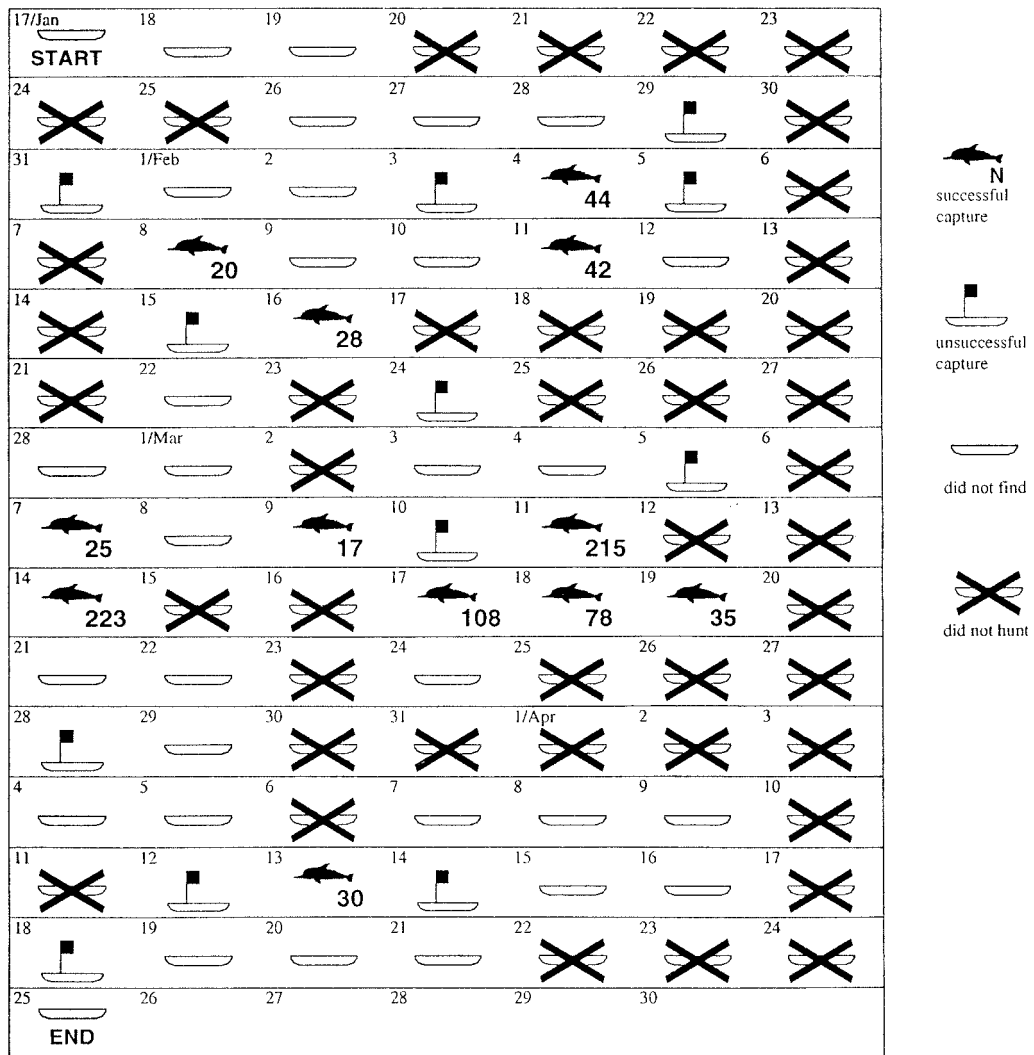 17/Jan 18 19 20 21 22 23
START
24 25 26 27 28 29 30
31 1/Feb 2 3 4 5 6
44
7 8 9 10 11 12 13
20 42
14 15 16 17 18 19 20
28
21 22 23 24 25 26 27
28 1/Mar 2 3 4 5 6
7 8 9 10 11 12 13
25 17 215
14 15 16 17 18 19 20
223 108 78 35
21 22 23 24 25 26 27
28 29 30 31 1/Apr 2 3
4 5 6 7 8 9 10
11 12 13 14 15 16 17
30
18 19 20 21 22 23 24
25 26 27 28 29 30
END
N
successful
capture
unsuccessful
capture
did not find
did not hunt